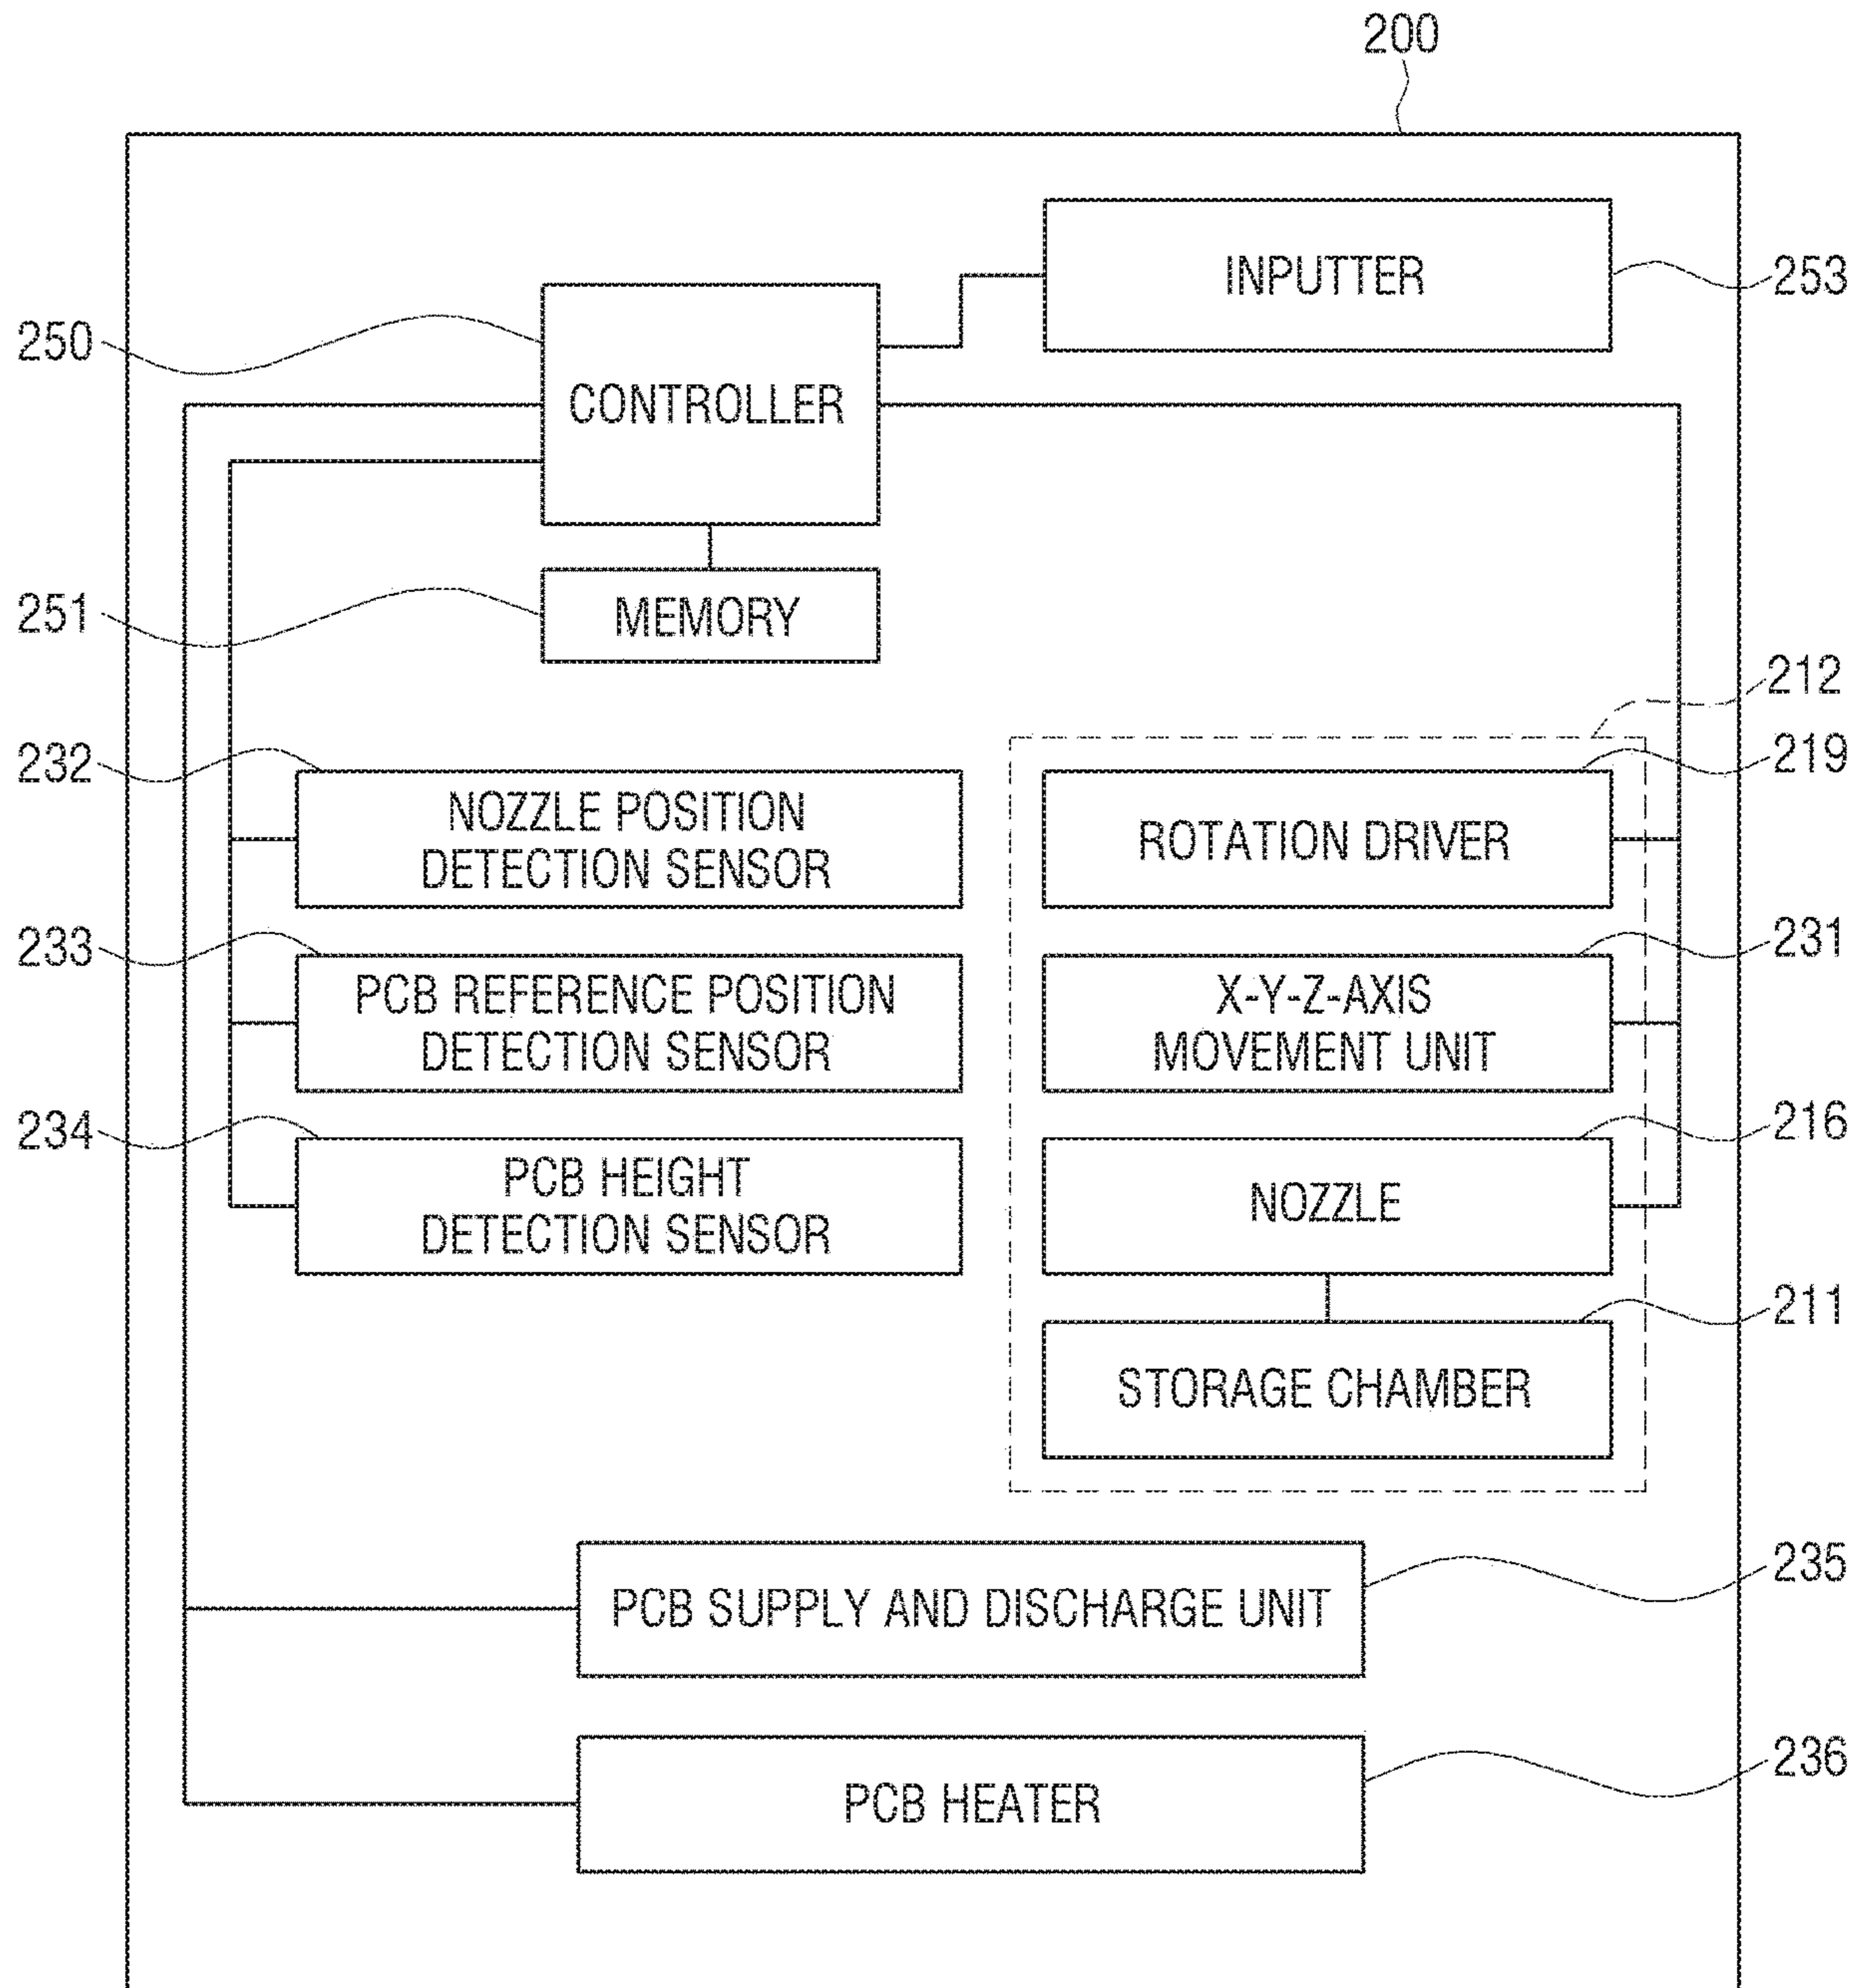 200
INPUTTER
253
250
CONTROLLER
251
MEMORY
212
232
NOZZLE POSITION
DETECTION SENSOR
219
ROTATION DRIVER
233
PCB REFERENCE POSITION
DETECTION SENSOR
231
X-Y-Z-AXIS
MOVEMENT UNIT
234
PCB HEIGHT
DETECTION SENSOR
216
NOZZLE
211
STORAGE CHAMBER
235
PCB SUPPLY AND DISCHARGE UNIT
236
PCB HEATER